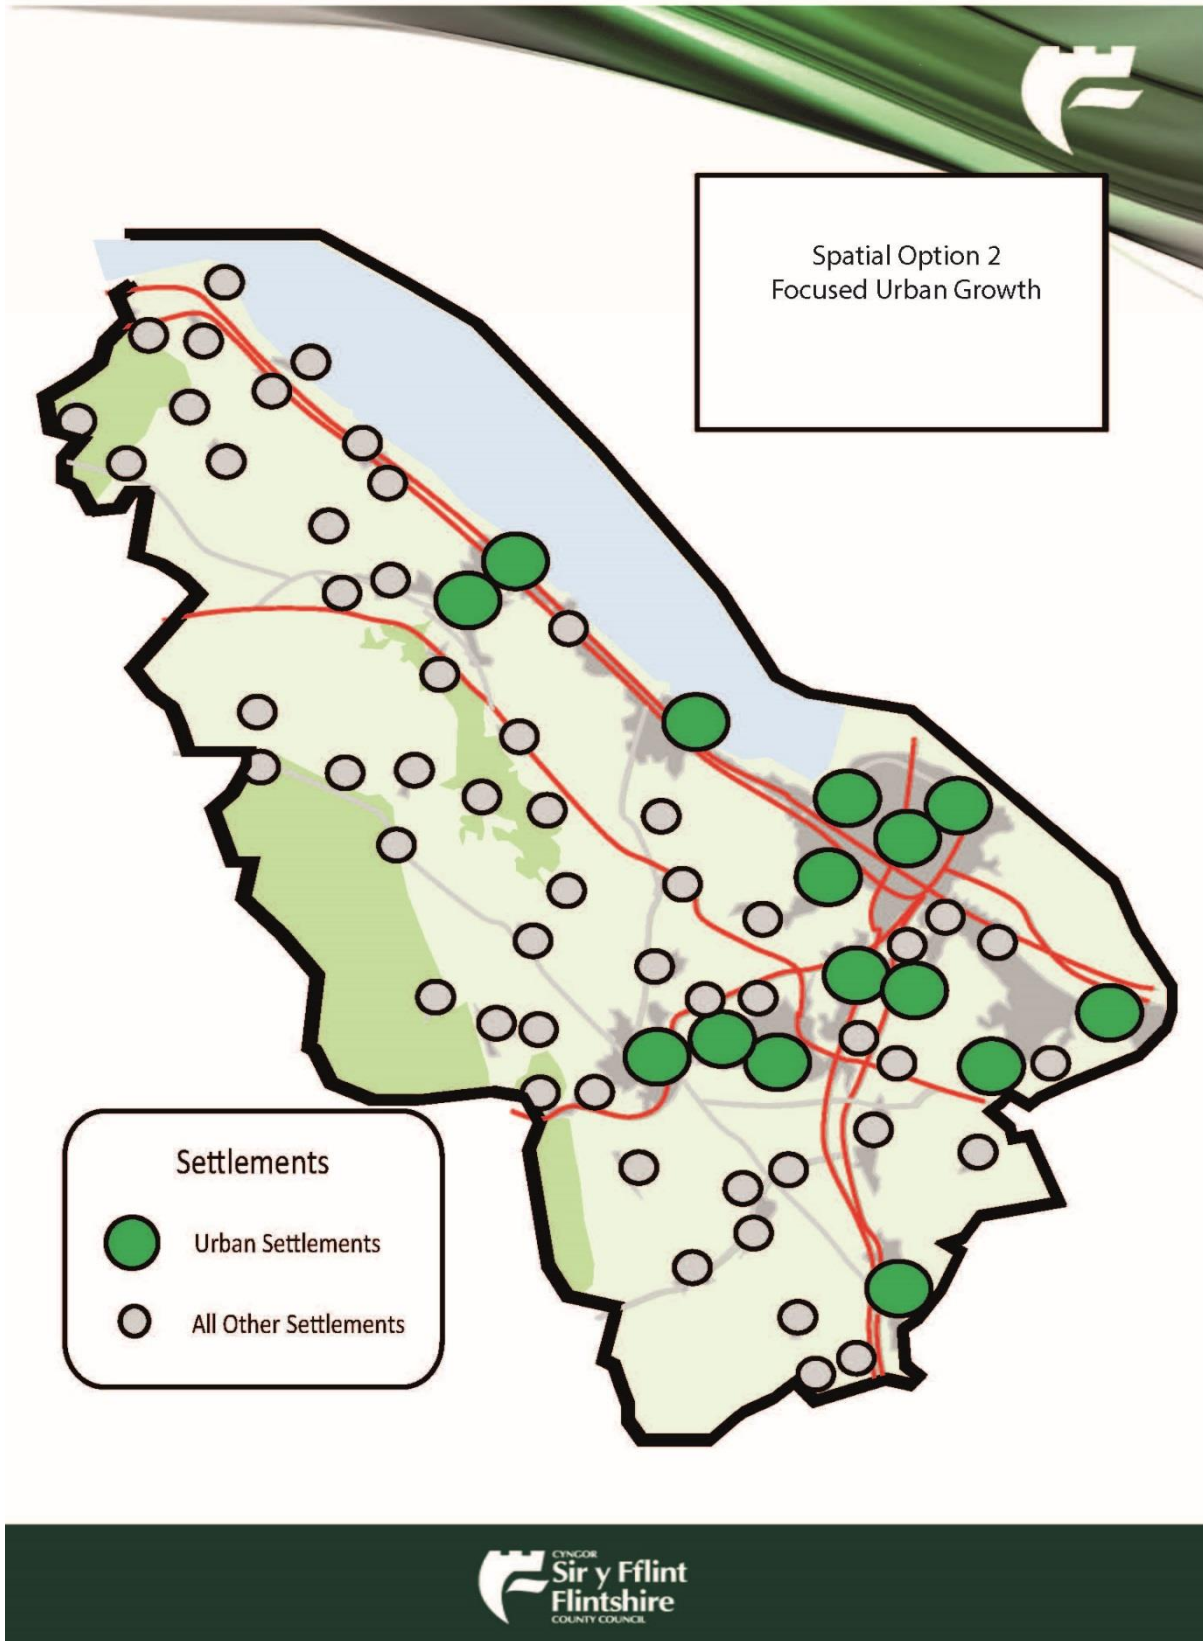 Spatial Option 2
Focused Urban Growth
Settlements
Urban Settlements
All Other Settlements
CYNGOR
Sir y Fflint
Flintshire
COUNTY COUNCIL